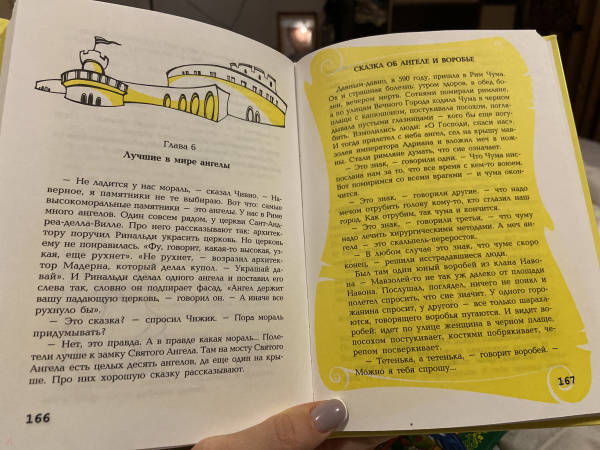 Глава 6
Лучшие в мире ангелы
— Не ладится у нас мораль, — сказал Чивио. — На-
верное, я памятники не те выбираю. Вот что: самые
высокоморальные памятники — это ангелы. У нас в Риме
много ангелов. Один совсем рядом, у церкви Сант-Анд-
реа-делла-Вилле. Про него рассказывают так: архитек-
тору поручил Ринальди украсить церковь. Но церковь
ему не понравилась. «Фу, говорит, какая-то высокая, уз-
кая, еще рухнет». «Не рухнет, — возразил архитек-
тор Мадерна, который делал купол. — Украшай да-
вай». И Ринальди сделал одного ангела и поставил его
слева так, словно он подпирает фасад. «Ангел держит
вашу падающую церковь, — говорил он. — А иначе все
рухнуло бы».
— Это сказка? — спросил Чижик. — Пора мораль
придумывать?
— Нет, это правда. А в правде какая мораль... Поле-
тели лучше к замку Святого Ангела. Там на мосту Святого
Ангела есть целых десять ангелов, да еще один на кры-
ше. Про них хорошую сказку рассказывают.
166
СКАЗКА ОБ АНГЕЛЕ И ВОРОБЬЕ
Давным-давно, в 590 году, пришла в Рим Чума.
Ох и страшная болезнь: утром здоров, в обед бо-
лен, вечером мертв. Сотнями помирали римляне,
а по улицам Вечного Города ходила Чума в черном
плаще с капюшоном, постукивала посохом, погля-
дывала пустыми глазницами — кого бы еще погу-
бить. Взмолились люди: «О Господи, спаси нас».
И тогда прилетел с неба ангел, сел на крышу мав-
золея императора Адриана и вложил меч в нож-
ны. Стали римляне думать, что сие означает.
— Это знак, — говорили одни. — Что Чума нис-
послана нам за то, что все время с кем-то воюем.
Вот помиримся со всеми врагами — и чума окон-
чится.
— Это знак, — говорили другие, — что надо
мечом отрубить голову кому-то, кто сглазил наш
город. Как отрубим, так чума и кончится.
— Это знак, — говорили третьи, — что чуму
надо лечить хирургическими методами. А меч ан-
гела — это скальпель-переросток.
— В любом случае это знак, что чуме скоро
конец, — решили исстрадавшиеся люди.
Был там один юный воробей из клана Наво-
на — Мавзолей-то не так уж далеко от площади
Навона. Послушал, поглядел, ничего не понял и
полетел спросить, что сие значит. У одного горо-
жанина спросит, у другого — все только шараха-
ются, говорящего воробья пугаются. И видит во-
робей: идет по улице женщина в черном плаще,
посохом постукивает, костями побрякивает, че-
репом посверкивает.
— Тетенька, а тетенька, — говорит воробей. —
Можно я тебя спрошу...
167